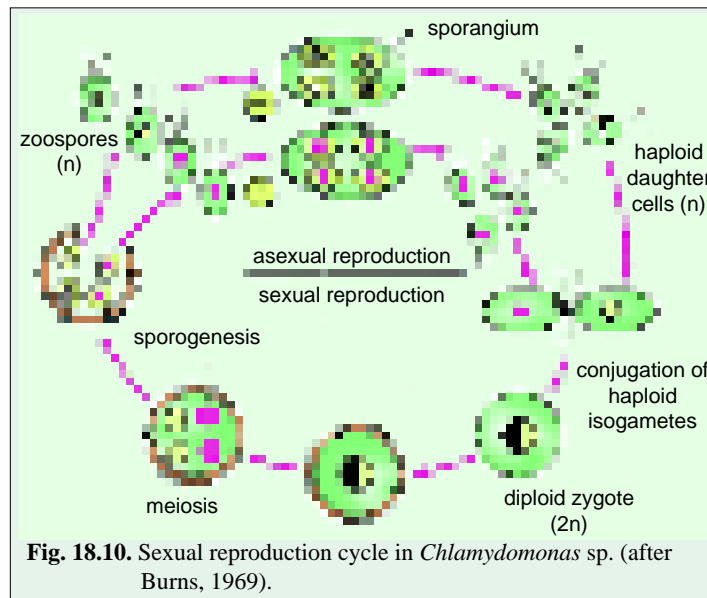 sporangium
zoospores
(n)
haploid
daughter
cells (n)
asexual reproduction
sexual reproduction
sporogenesis
conjugation of
haploid
isogametes
meiosis
diploid zygote
(2n)
Fig. 18.10. Sexual reproduction cycle in Chlamydomonas sp. (after
Burns, 1969).